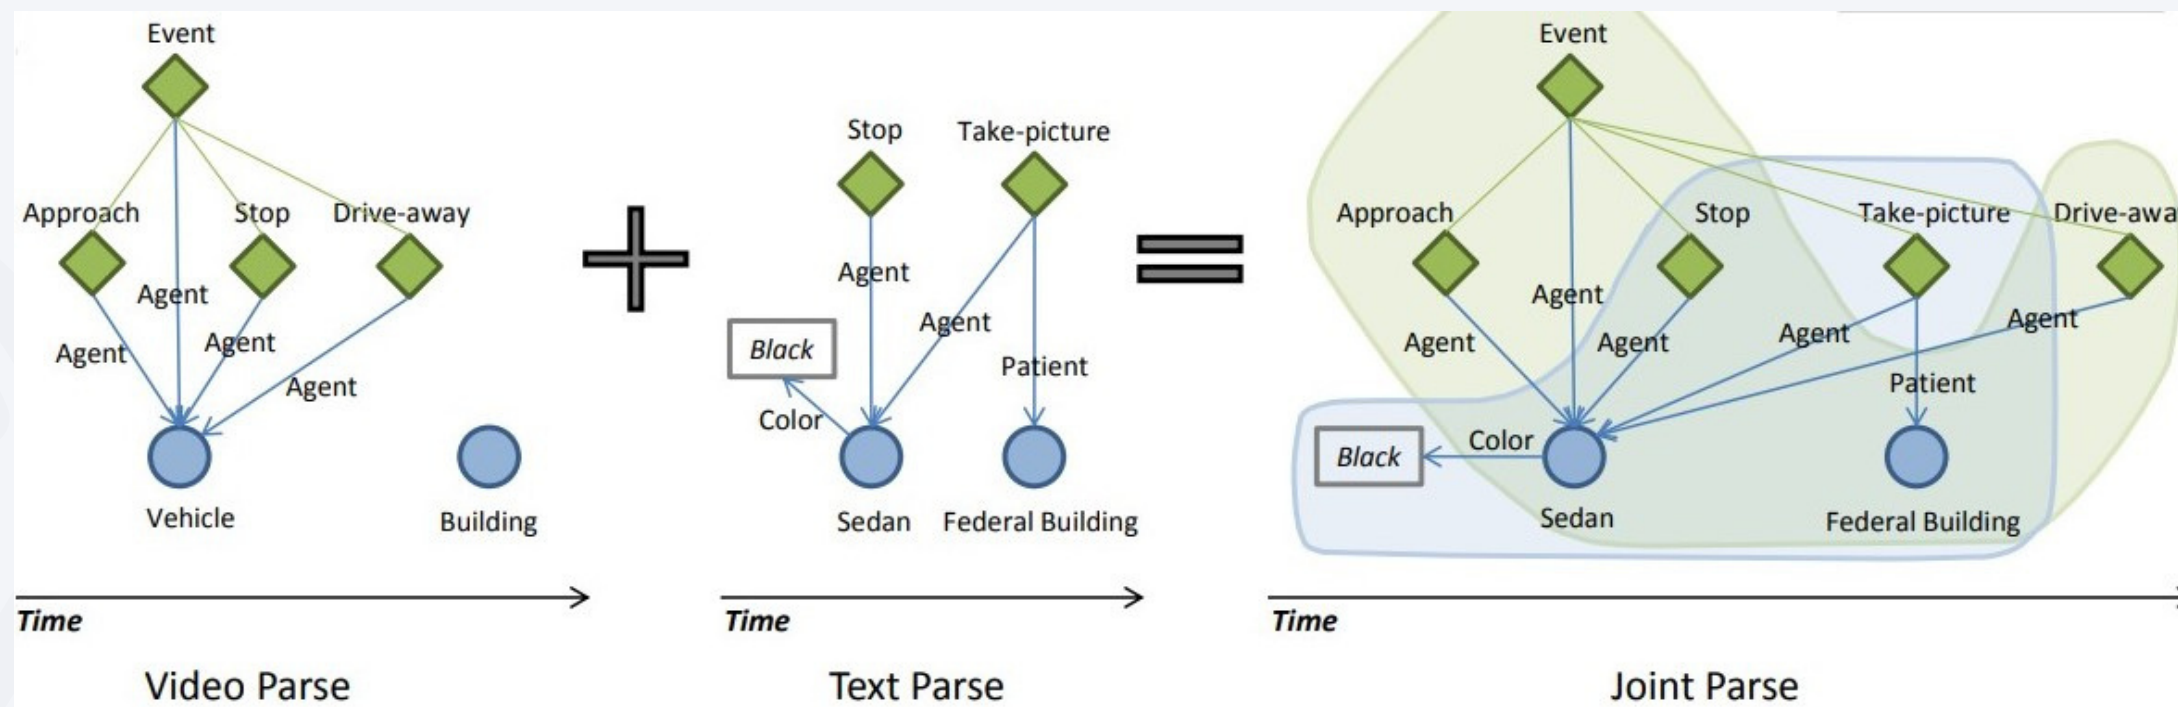 Event
Approach
Stop
Drive-away
Agent
Agent
Agent
Agent
Vehicle
Building
Time
Video Parse
Stop
Take-picture
Agent
Agent
Black
Patient
Color
Sedan
Federal Building
Time
Text Parse
Event
Approach
Stop
Take-picture
Drive-awa
Agent
Agent
Agent
Agent
Agent
Patient
Black
Color
Sedan
Federal Building
Time
Joint Parse